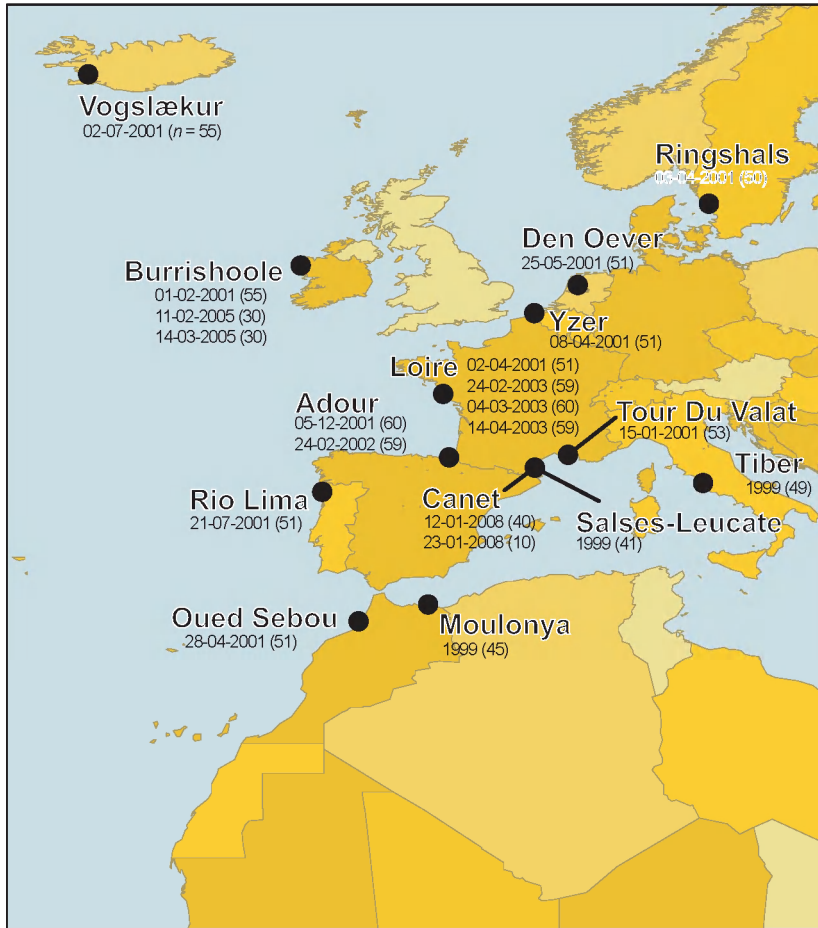 Vogslækur
02-07-2001 (n = 55)
Ringshals
06-04-2001 (50)
Den Oever
25-05-2001 (51)
Burrishoole
01-02-2001 (55)
11-02-2005 (30)
14-03-2005 (30)
Yzer
08-04-2001 (51)
Loire
02-04-2001 (51)
24-02-2003 (59)
04-03-2003 (60)
14-04-2003 (59)
Adour
05-12-2001 (60)
24-02-2002 (59)
Tour Du Valat
15-01-2001 (53)
Tiber
1999 (49)
Rio Lima
21-07-2001 (51)
Canet
12-01-2008 (40)
23-01-2008 (10)
Salses-Leucate
1999 (41)
Oued Sebou
28-04-2001 (51)
Moulonya
1999 (45)